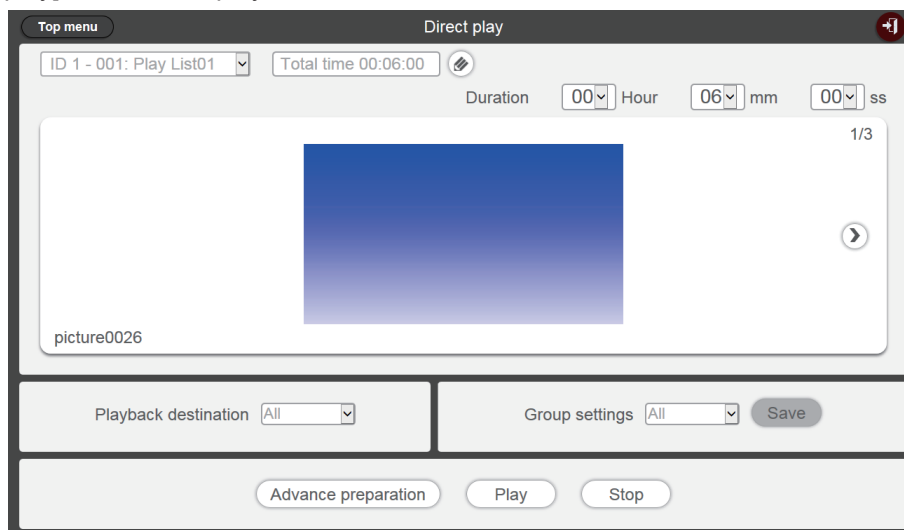 Top menu Direct play
ID 1 - 001: Play List01 Total time 00:06:00
Duration 00 Hour 06 mm 00 ss
1/3
picture0026
Playback destination All Group settings All Save
Advance preparation Play Stop